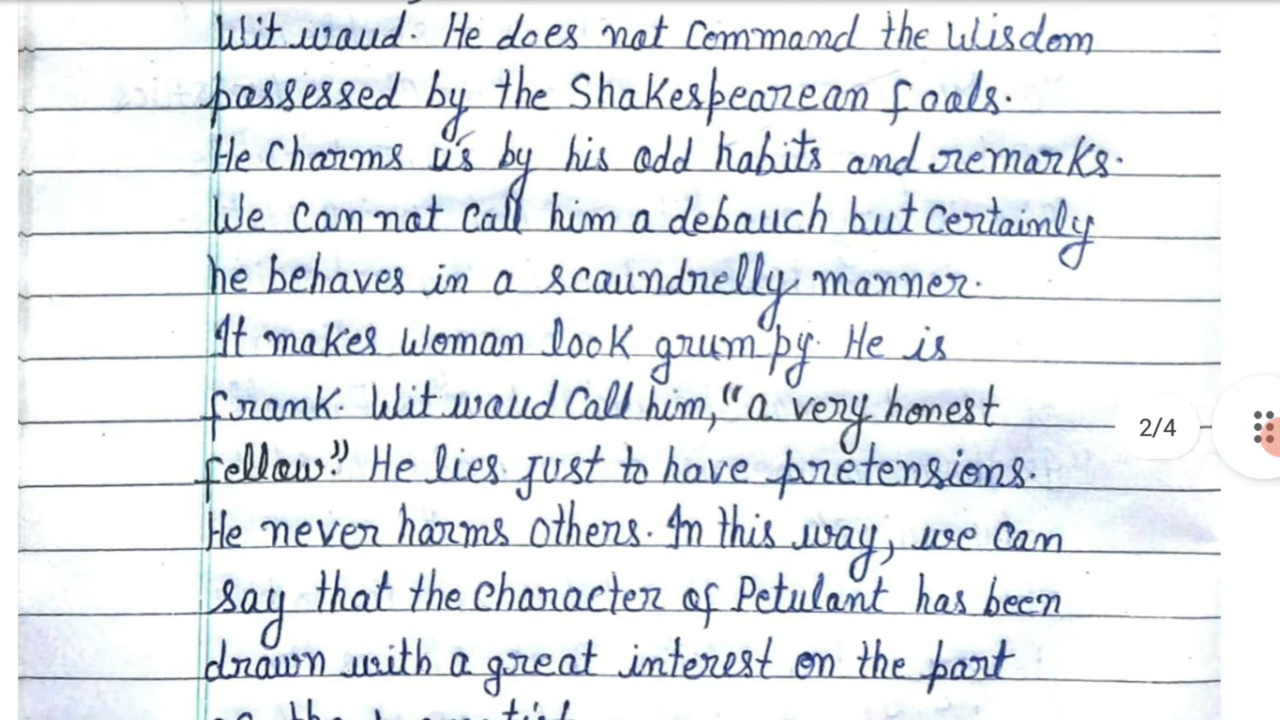 Wit waud. He does not Command the Wisdom
possessed by the Shakespearean fools.
He Charms us by his odd habits and remarks.
We can not Call him a debauch but Certainly
he behaves in a scoundrelly manner.
It makes Woman look grumpy. He is
frank. Wit waud Call him, "a very honest
fellow." He lies just to have pretensions.
2/4
He never harms others. In this way, we Can
say that the Character of Petulant has been
drawn with a great interest on the part